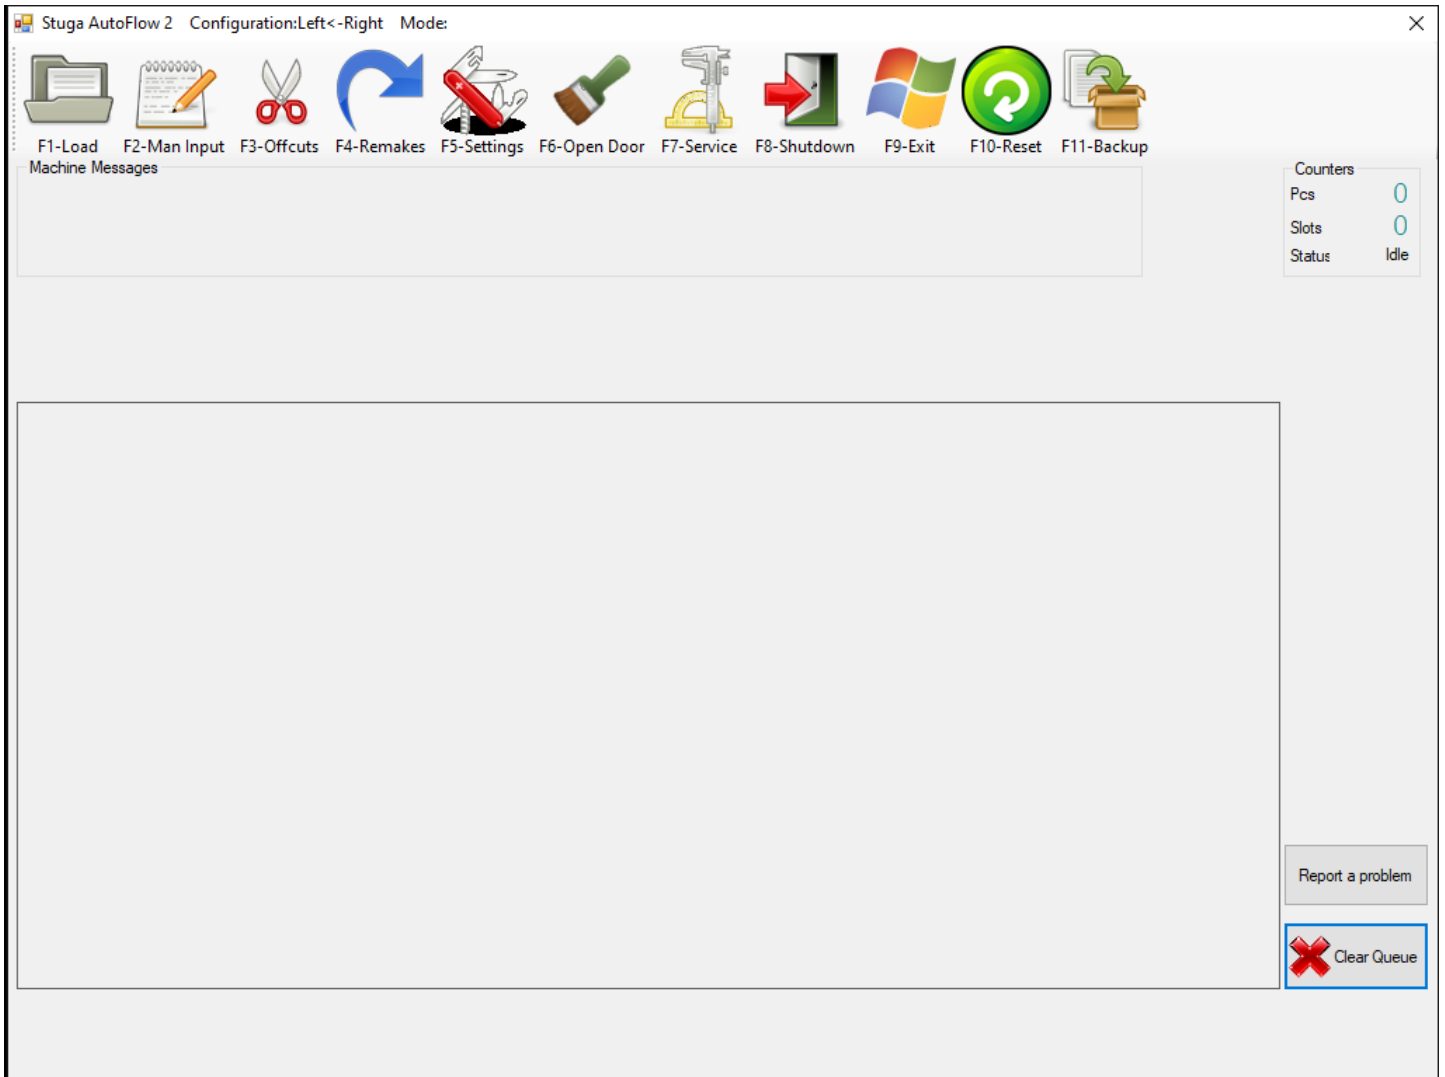 Stuga AutoFlow 2 Configuration:Left<-Right Mode:
F1-Load F2-Man Input F3-Offcuts F4-Remakes F5-Settings F6-Open Door F7-Service F8-Shutdown F9-Exit F10-Reset F11-Backup
Machine Messages
Counters
Pcs 0
Slots 0
Status Idle
Report a problem
Clear Queue